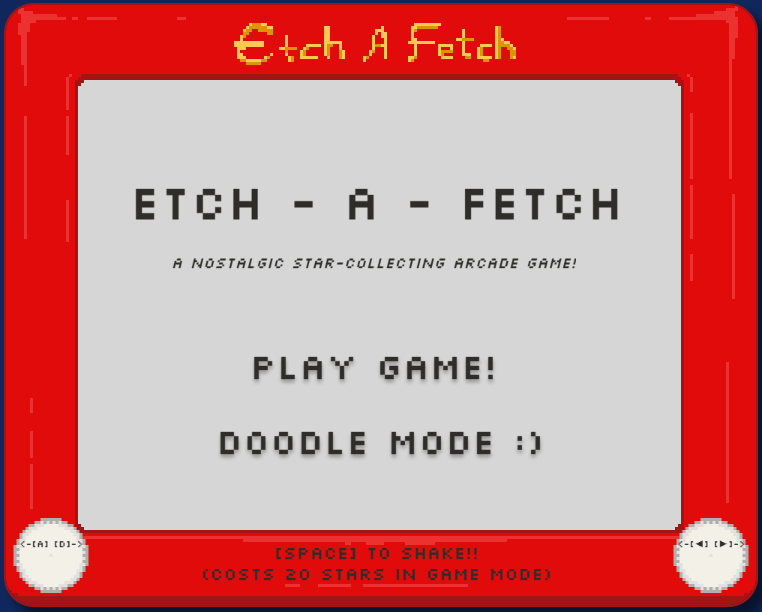 Etch A Fetch
ETCH - A - FETCH
A NOSTALGIC STAR-COLLECTING ARCADE GAME!
PLAY GAME!
DOODLE MODE :)
<-[A] [D]->
<-[◄] [►]->
[SPACE] TO SHAKE!!
(COSTS 20 STARS IN GAME MODE)